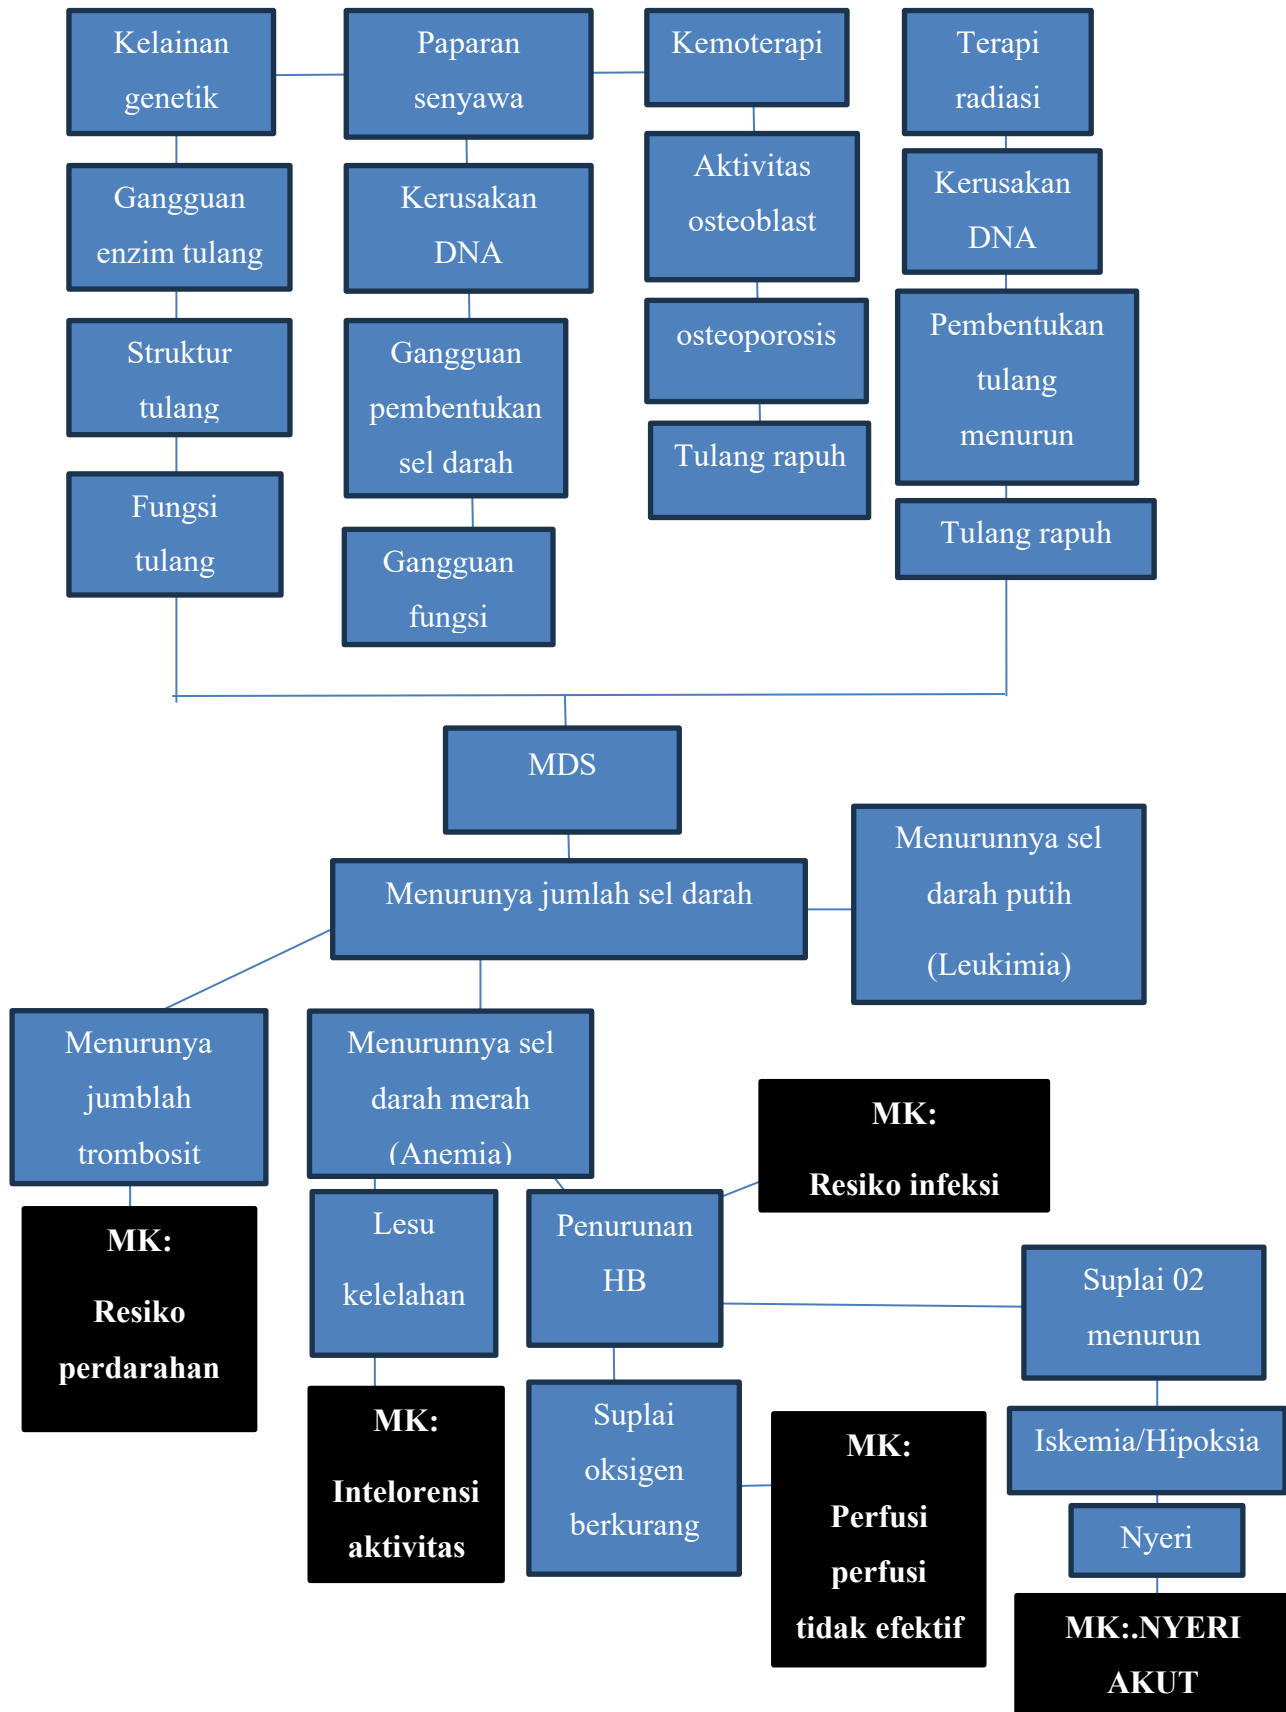 Kelainan
genetik
Paparan
senyawa
Kemoterapi
Terapi
radiasi
Gangguan
enzim tulang
Kerusakan
DNA
Aktivitas
osteoblast
Kerusakan
DNA
Struktur
tulang
Gangguan
pembentukan
sel darah
osteoporosis
Pembentukan
tulang
menurun
Fungsi
tulang
Gangguan
fungsi
Tulang rapuh
Tulang rapuh
MDS
Menurunya jumlah sel darah
Menurunnya sel
darah putih
(Leukimia)
Menurunya
jumblah
trombosit
Menurunnya sel
darah merah
(Anemia)
MK:
Resiko infeksi
MK:
Resiko
perdarahan
Lesu
kelelahan
Penurunan
HB
Suplai 02
menurun
MK:
Intelorensi
aktivitas
Suplai
oksigen
berkurang
MK:
Perfusi
perfusi
tidak efektif
Iskemia/Hipoksia
Nyeri
MK:.NYERI
AKUT